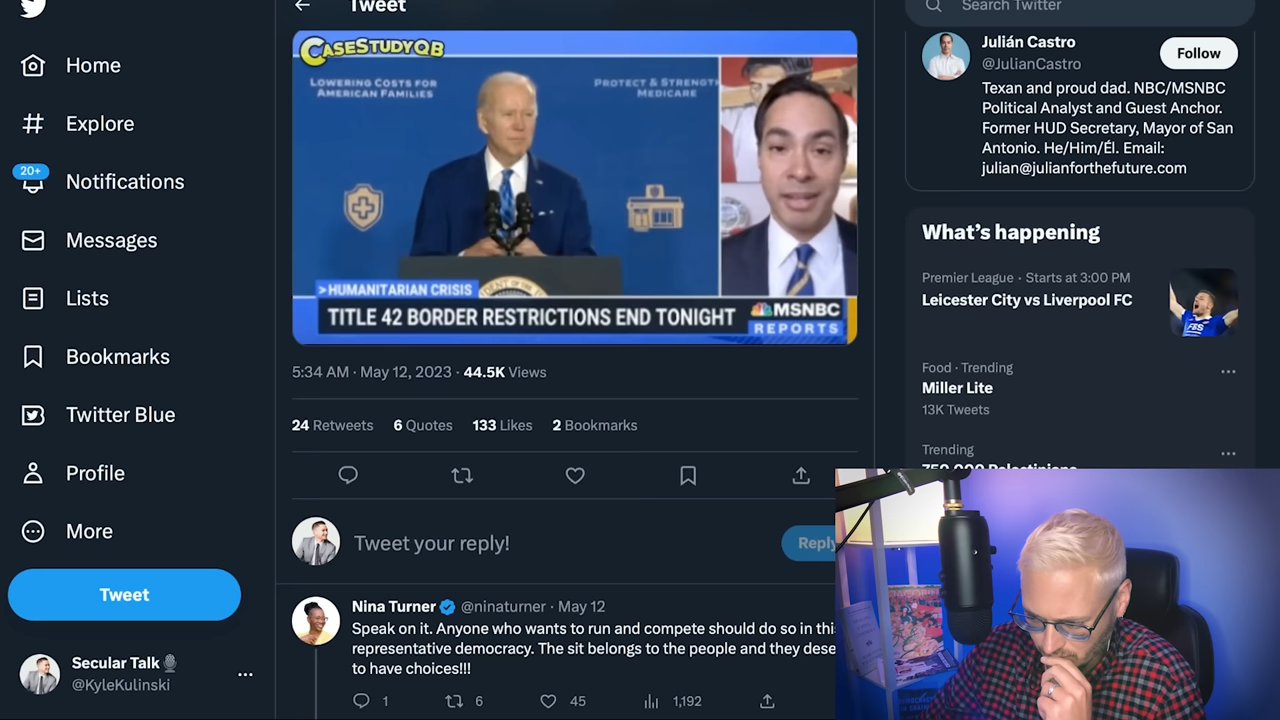 Home
Explore
20+
Notifications
Messages
Lists
Bookmarks
Twitter Blue
Profile
More
Tweet
Secular Talk
@KyleKulinski
Tweet
CASESTUDYQB
LOWERING COSTS FOR
AMERICAN FAMILIES
PROTECT & STRENGTH
MEDICARE
>HUMANITARIAN CRISIS
TITLE 42 BORDER RESTRICTIONS END TONIGHT
MSNBC
REPORTS
5:34 AM · May 12, 2023 · 44.5K Views
24 Retweets 6 Quotes 133 Likes 2 Bookmarks
Tweet your reply!
Reply
Nina Turner @ninaturner · May 12
Speak on it. Anyone who wants to run and compete should do so in this
representative democracy. The sit belongs to the people and they dese
to have choices!!!
1 6 45 1,192
Search Twitter
Julián Castro
@JulianCastro
Follow
Texan and proud dad. NBC/MSNBC
Political Analyst and Guest Anchor.
Former HUD Secretary, Mayor of San
Antonio. He/Him/Él. Email:
julian@julianforthefuture.com
What's happening
Premier League · Starts at 3:00 PM
Leicester City vs Liverpool FC
Food · Trending
Miller Lite
13K Tweets
Trending
750,000 Palestinians